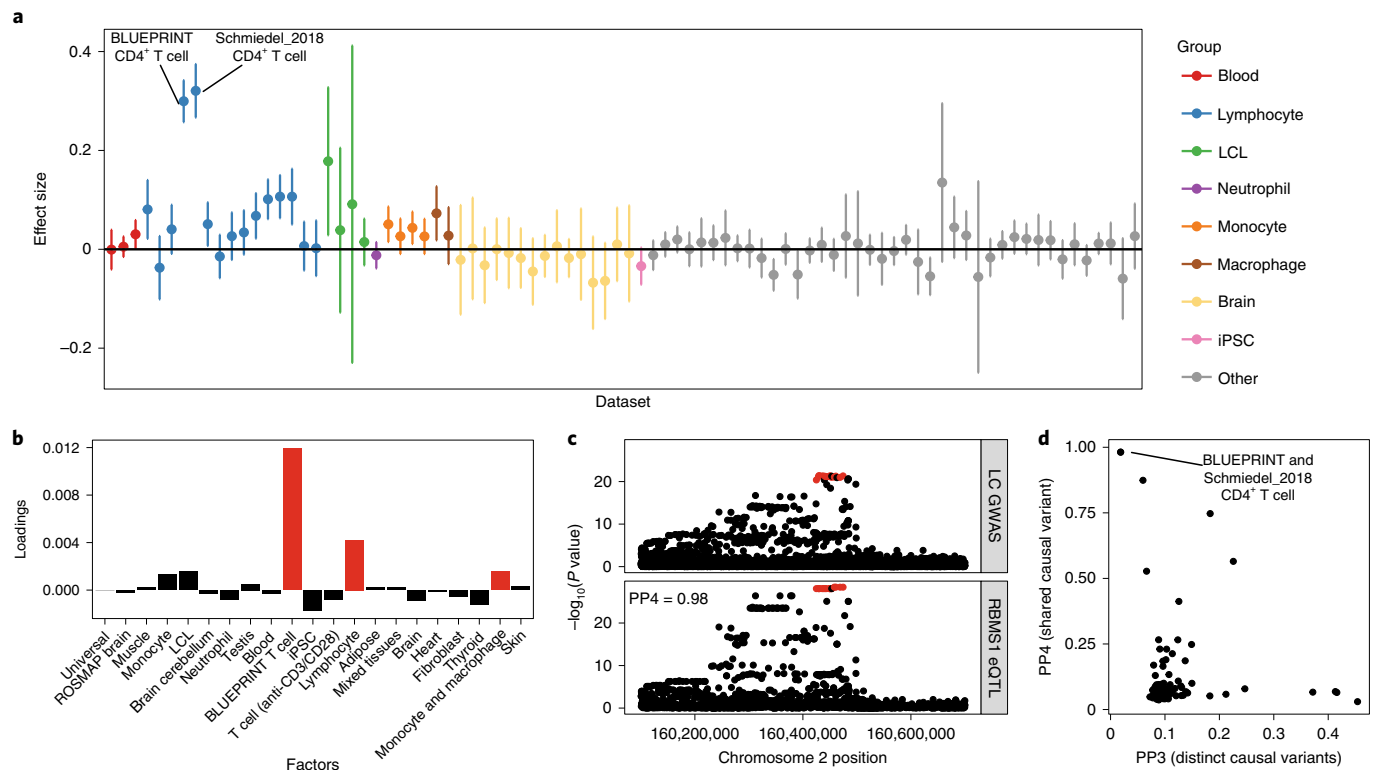 a
BLUEPRINT
CD4+ T cell
Schmiedel_2018
CD4+ T cell
0.4
0.2
0
−0.2
Effect size
Dataset
Group
Blood
Lymphocyte
LCL
Neutrophil
Monocyte
Macrophage
Brain
iPSC
Other
b
0.012
0.008
0.004
0.000
Loadings
Universal
ROSMAP brain
Muscle
Monocyte
LCL
Brain cerebellum
Neutrophil
Testis
Blood
BLUEPRINT T cell
iPSC
T cell (anti-CD3/CD28)
Lymphocyte
Adipose
Mixed tissues
Brain
Heart
Fibroblast
Thyroid
Monocyte and macrophage
Skin
Factors
c
20
10
0
LC GWAS
PP4 = 0.98
20
10
0
RBMS1 eQTL
−log10(P value)
160,200,000
160,400,000
160,600,000
Chromosome 2 position
d
1.00
0.75
0.50
0.25
0
PP4 (shared causal variant)
BLUEPRINT and
Schmiedel_2018
CD4+ T cell
0
0.1
0.2
0.3
0.4
PP3 (distinct causal variants)